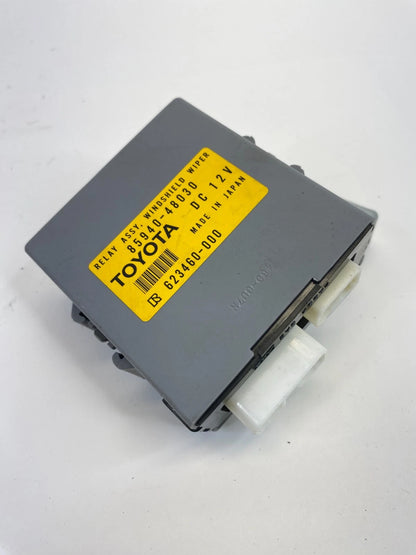 RELAY ASSY, WINDSHIELD WIPER
85940-48030
TOYOTA DC 12V
MADE IN JAPAN
623460-000